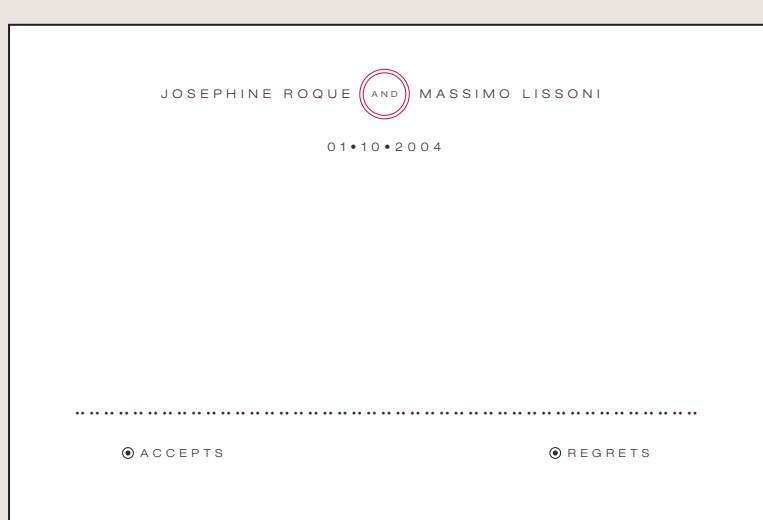 JOSEPHINE ROQUE AND MASSIMO LISSONI
01•10•2004
ACCEPTS REGRETS